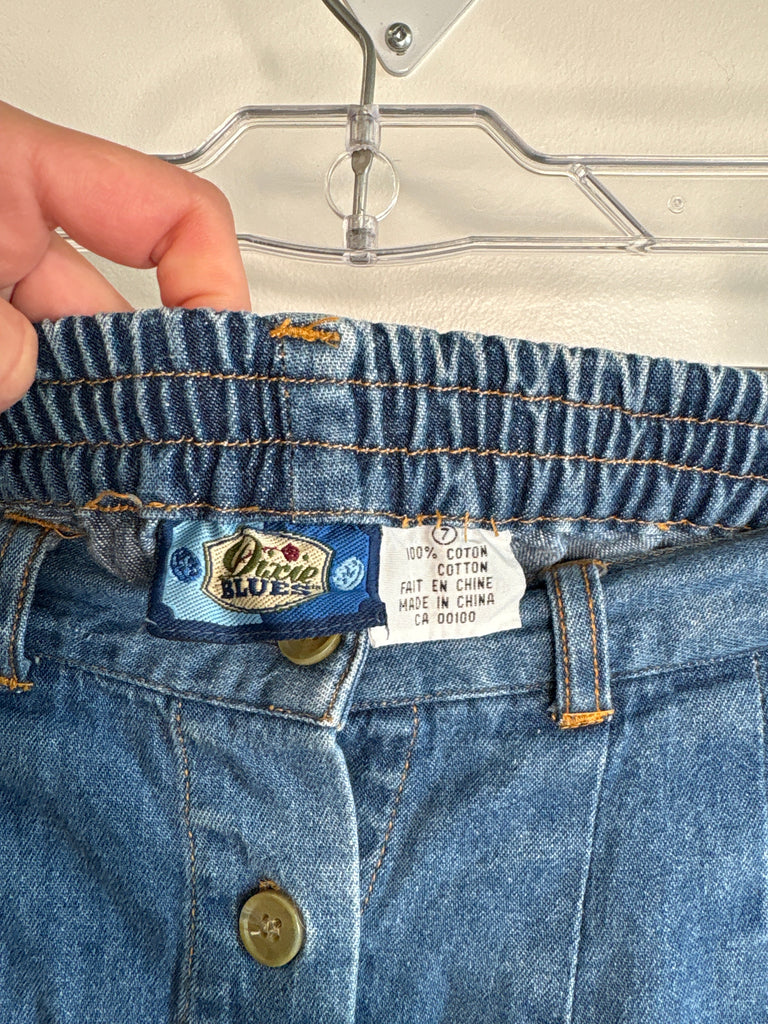 Dixie
BLUES
7
100% COTON
COTTON
FAIT EN CHINE
MADE IN CHINA
CA 00100